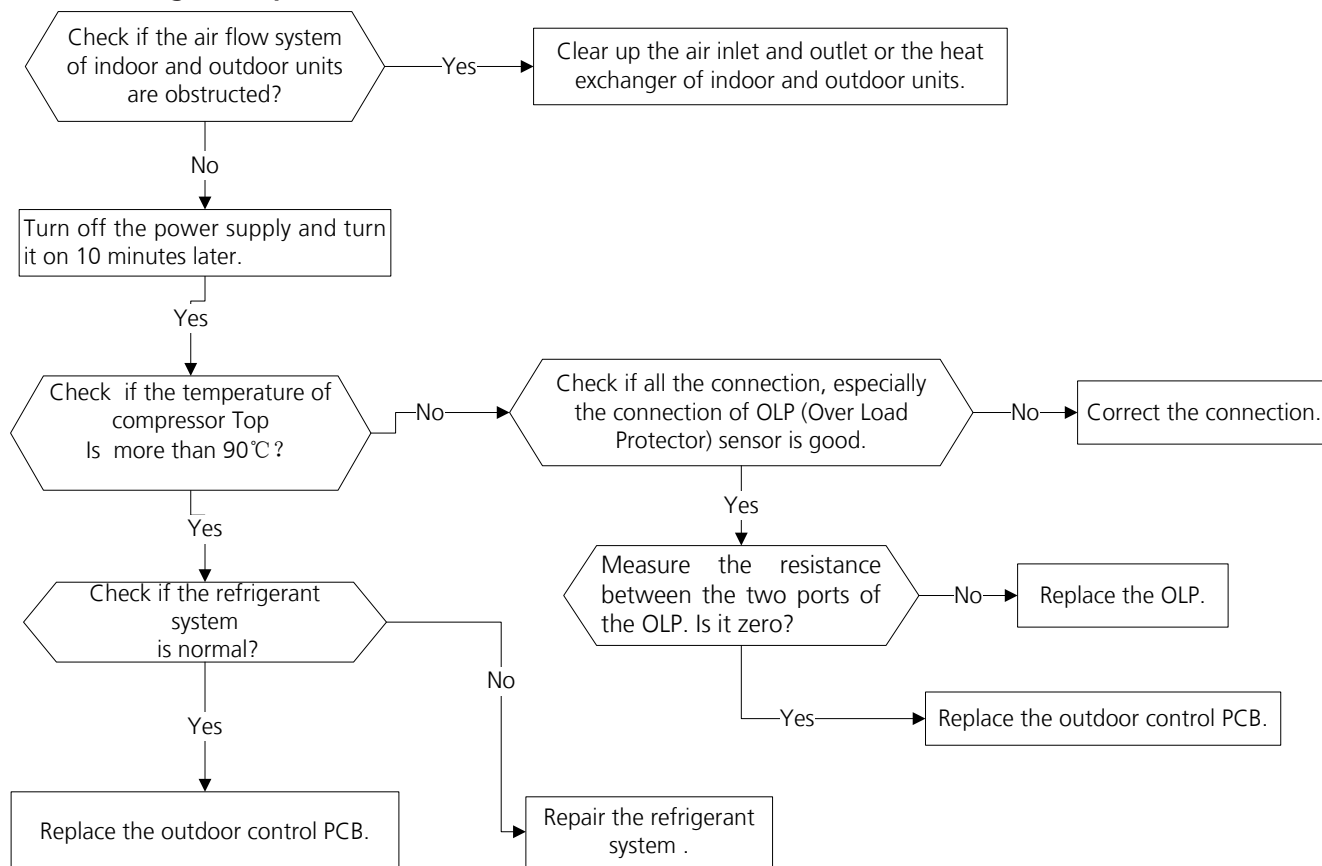 Check if the air flow system
of indoor and outdoor units
are obstructed?
Yes
Clear up the air inlet and outlet or the heat
exchanger of indoor and outdoor units.
No
Turn off the power supply and turn
it on 10 minutes later.
Yes
Check if the temperature of
compressor Top
Is more than 90℃?
No
Check if all the connection, especially
the connection of OLP (Over Load
Protector) sensor is good.
No
Correct the connection.
Yes
Yes
Measure the resistance
between the two ports of
the OLP. Is it zero?
No
Replace the OLP.
Check if the refrigerant
system
is normal?
No
Yes
Yes
Replace the outdoor control PCB.
Replace the outdoor control PCB.
Repair the refrigerant
system .